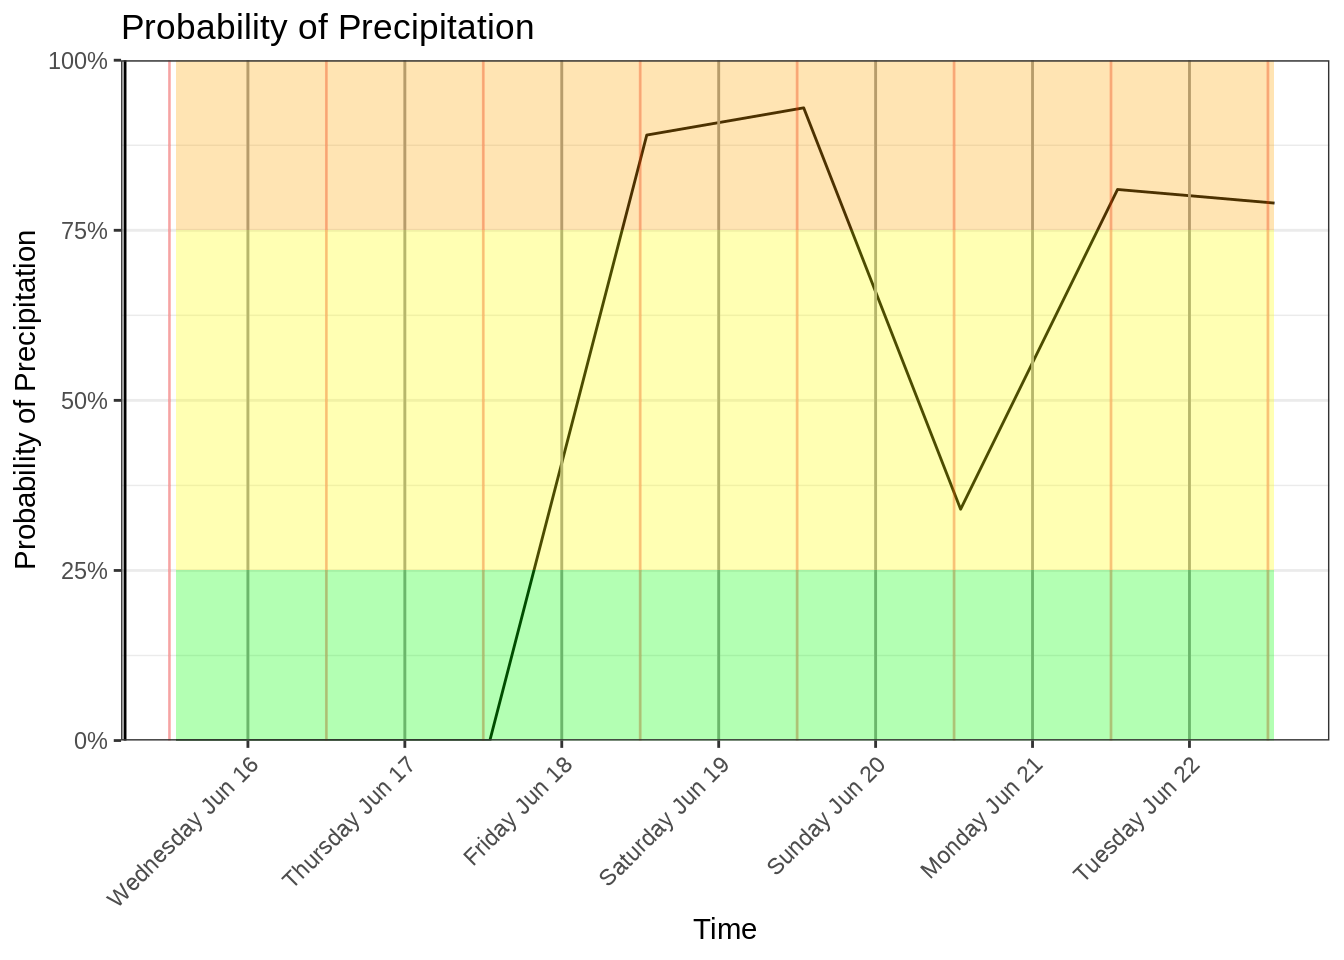 Probability of Precipitation
Probability of Precipitation
100%
75%
50%
25%
0%
Wednesday Jun 16
Thursday Jun 17
Friday Jun 18
Saturday Jun 19
Sunday Jun 20
Monday Jun 21
Tuesday Jun 22
Time